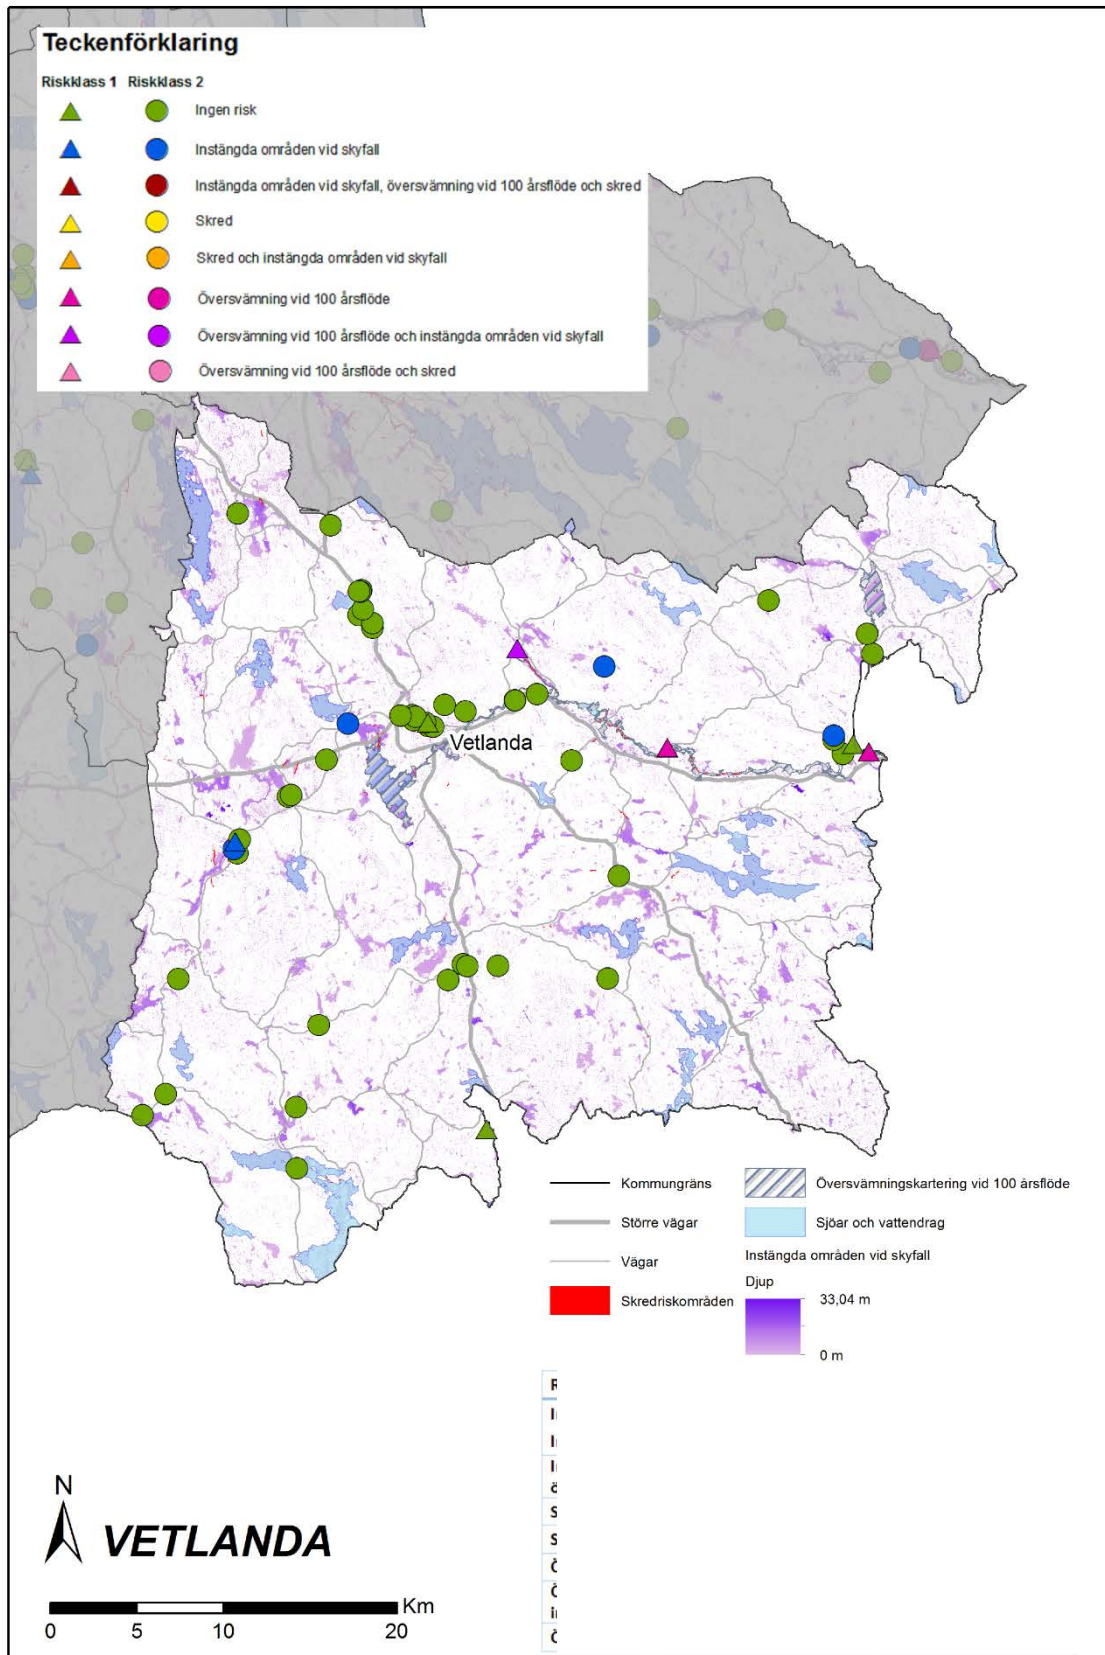 Teckenförklaring
Riskklass 1 Riskklass 2
Ingen risk
Instängda områden vid skyfall
Instängda områden vid skyfall, översvämning vid 100 årsflöde och skred
Skred
Skred och instängda områden vid skyfall
Översvämning vid 100 årsflöde
Översvämning vid 100 årsflöde och instängda områden vid skyfall
Översvämning vid 100 årsflöde och skred
Vetlanda
Kommungräns
Större vägar
Vägar
Skredriskområden
Översvämningskartering vid 100 årsflöde
Sjöar och vattendrag
Instängda områden vid skyfall
Djup
33,04 m
0 m
N
VETLANDA
Km
0 5 10 20